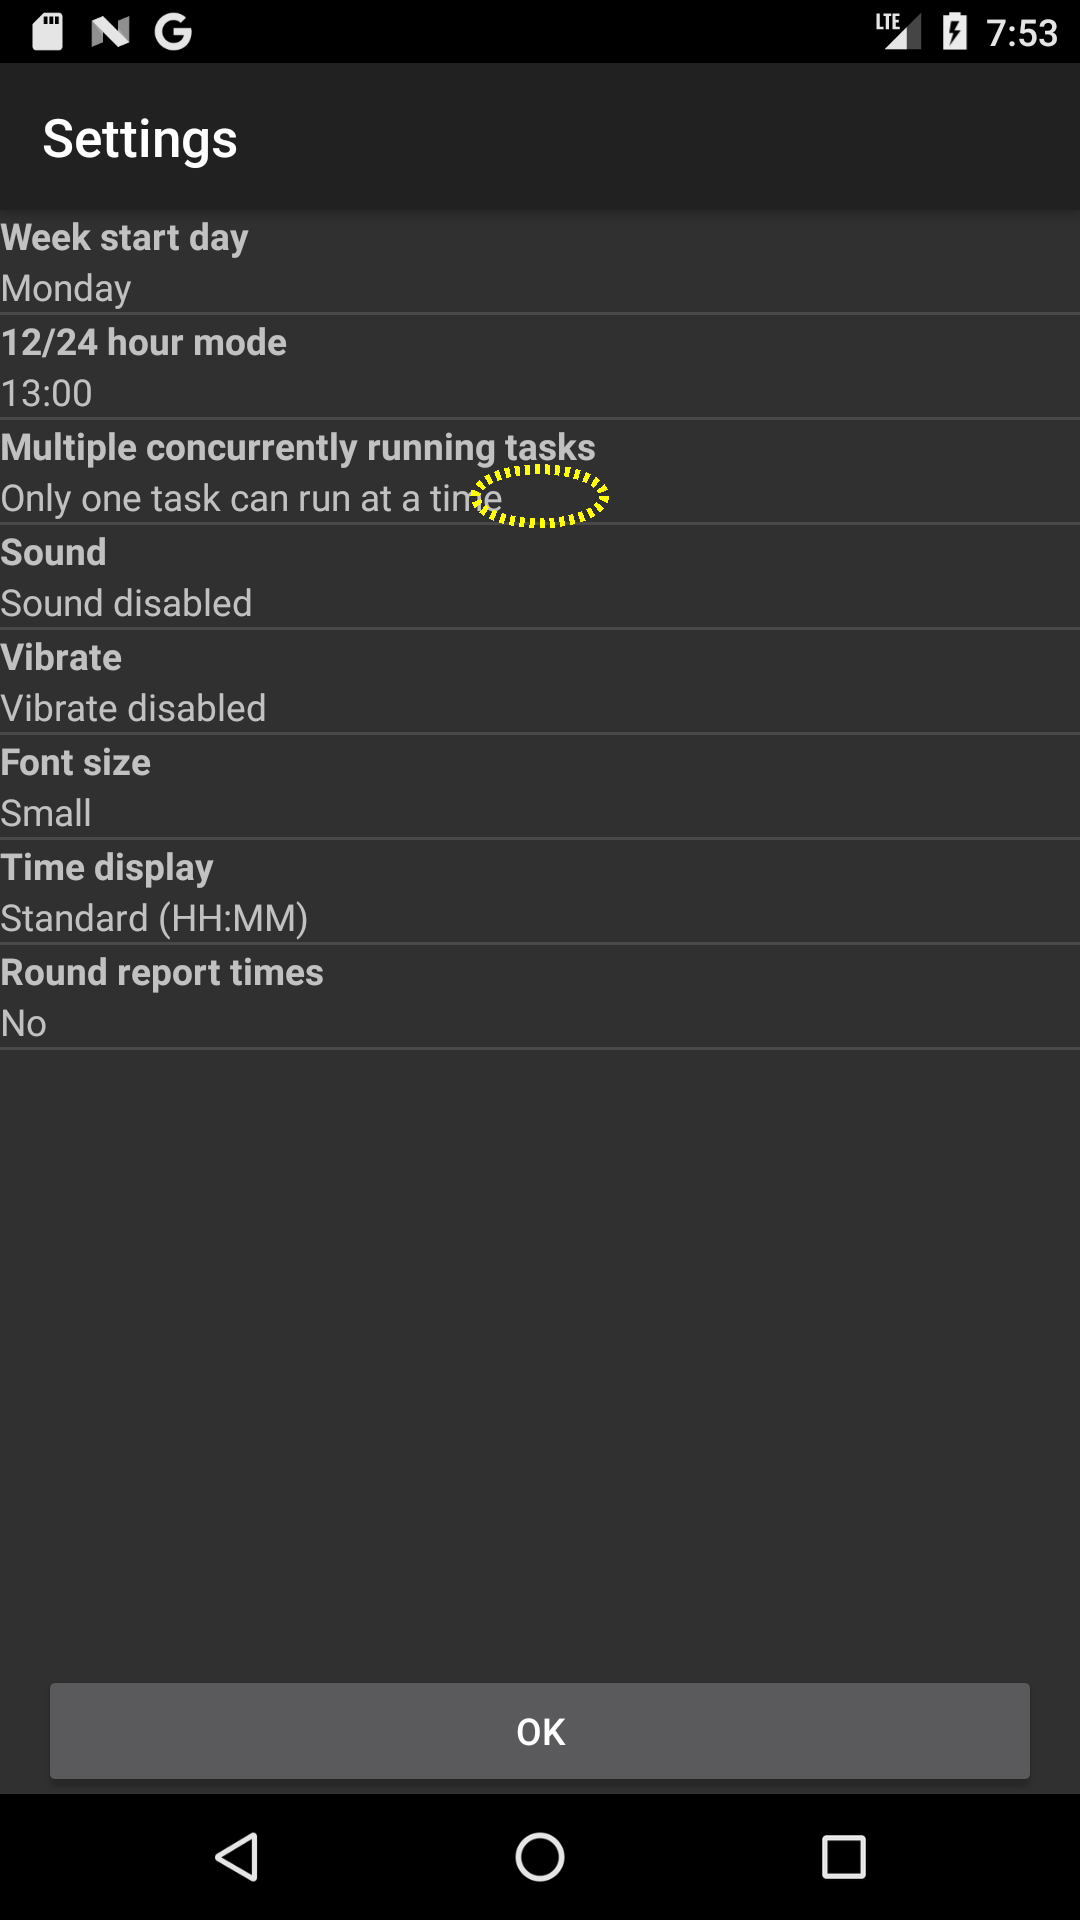 LTE 7:53
Settings
Week start day
Monday
12/24 hour mode
13:00
Multiple concurrently running tasks
Only one task can run at a time
Sound
Sound disabled
Vibrate
Vibrate disabled
Font size
Small
Time display
Standard (HH:MM)
Round report times
No
OK